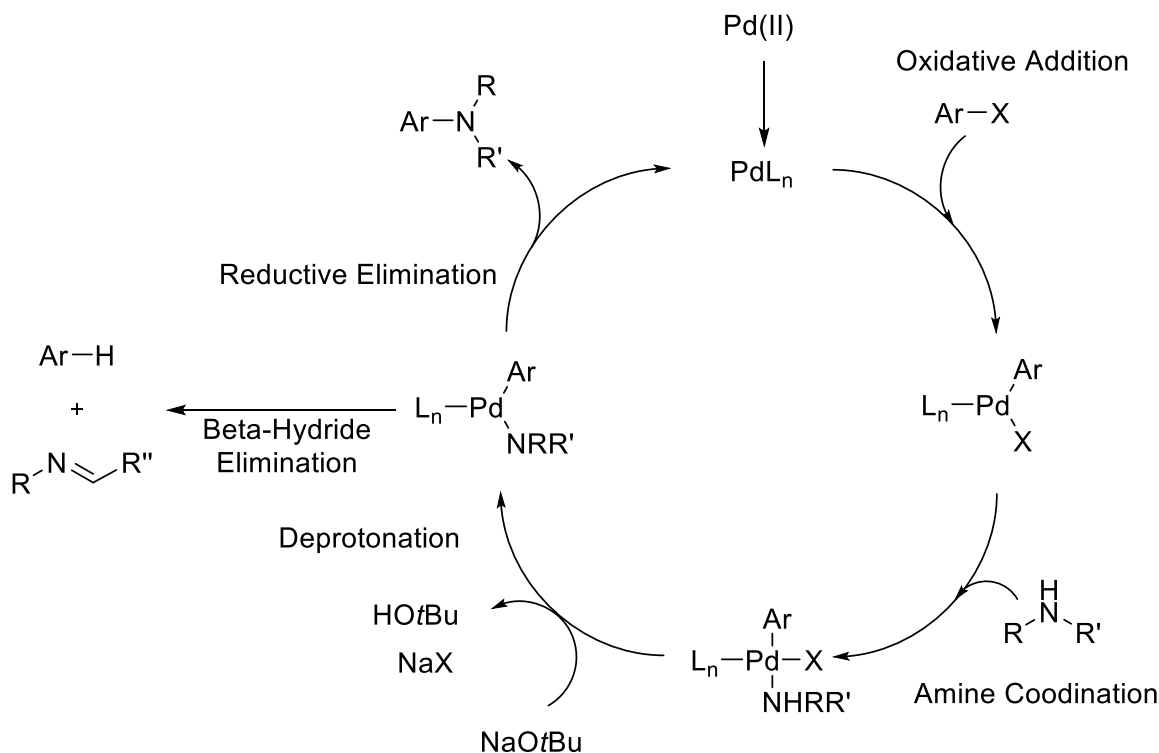 Pd(II)
Oxidative Addition
Ar–X
PdLn
R
Ar–N
R'
Reductive Elimination
Ar–H
+
R N R''
Beta-Hydride
Elimination
Ar
Ln–Pd
NRR'
Ar
Ln–Pd
X
Deprotonation
HOtBu
NaX
NaOtBu
Ar
Ln–Pd–X
NHRR'
H
N
R R'
Amine Coodination